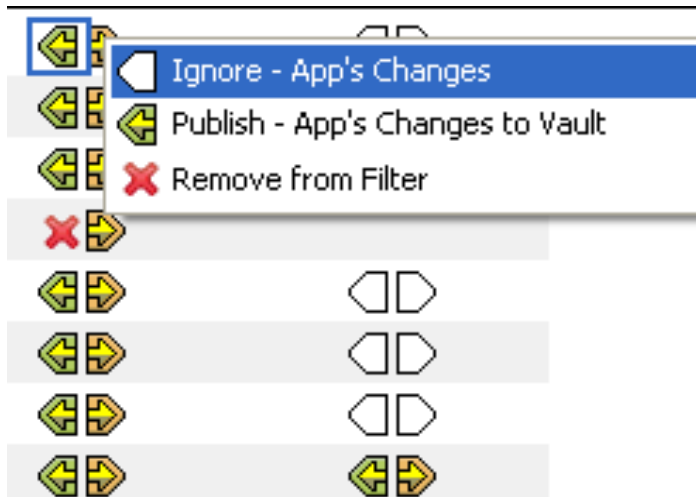 Ignore - App's Changes
Publish - App's Changes to Vault
Remove from Filter